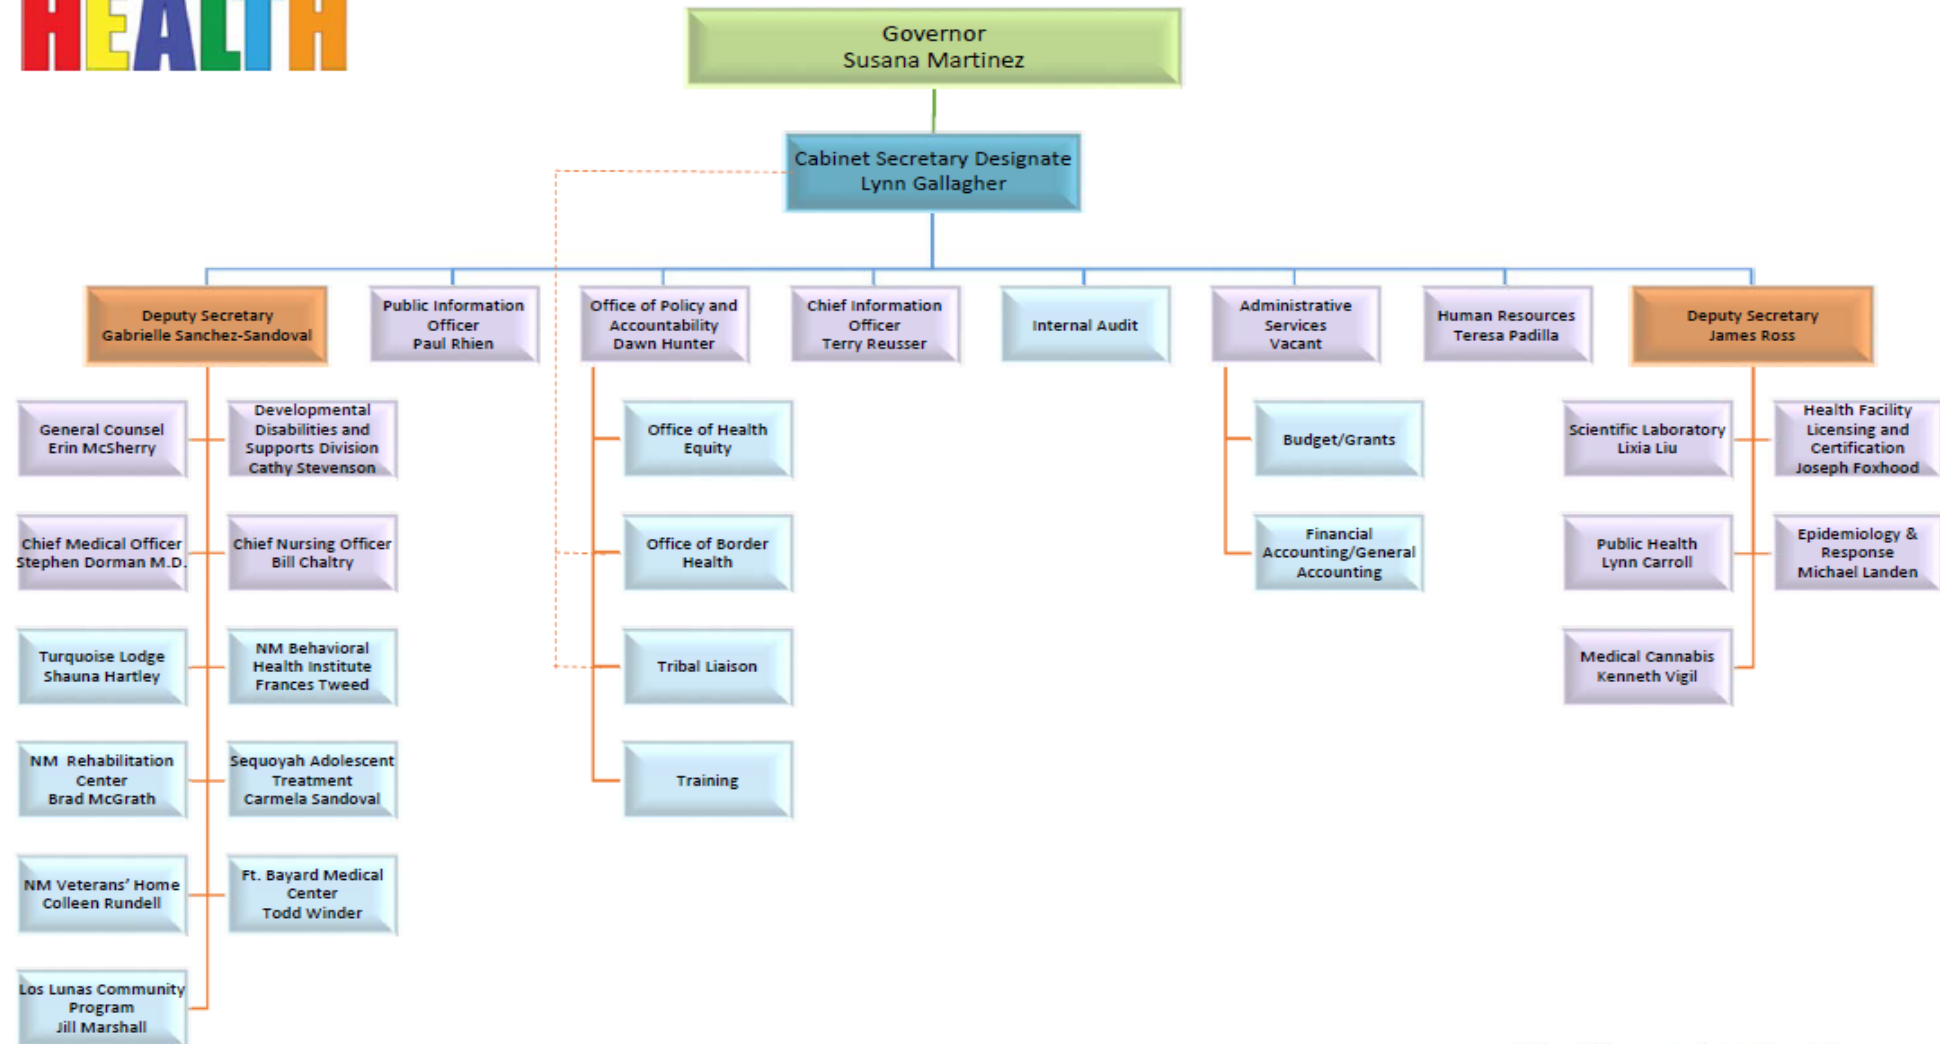 HEALTH
Governor
Susana Martinez
Cabinet Secretary Designate
Lynn Gallagher
Deputy Secretary
Gabrielle Sanchez-Sandoval
Public Information
Officer
Paul Rhien
Office of Policy and
Accountability
Dawn Hunter
Chief Information
Officer
Terry Reusser
Internal Audit
Administrative
Services
Vacant
Human Resources
Teresa Padilla
Deputy Secretary
James Ross
General Counsel
Erin McSherry
Developmental
Disabilities and
Supports Division
Cathy Stevenson
Office of Health
Equity
Budget/Grants
Scientific Laboratory
Lixia Liu
Health Facility
Licensing and
Certification
Joseph Foxhood
Chief Medical Officer
Stephen Dorman M.D.
Chief Nursing Officer
Bill Chaltry
Office of Border
Health
Financial
Accounting/General
Accounting
Public Health
Lynn Carroll
Epidemiology &
Response
Michael Landen
Turquoise Lodge
Shauna Hartley
NM Behavioral
Health Institute
Frances Tweed
Tribal Liaison
Medical Cannabis
Kenneth Vigil
NM Rehabilitation
Center
Brad McGrath
Sequoyah Adolescent
Treatment
Carmela Sandoval
Training
NM Veterans' Home
Colleen Rundell
Ft. Bayard Medical
Center
Todd Winder
Los Lunas Community
Program
Jill Marshall